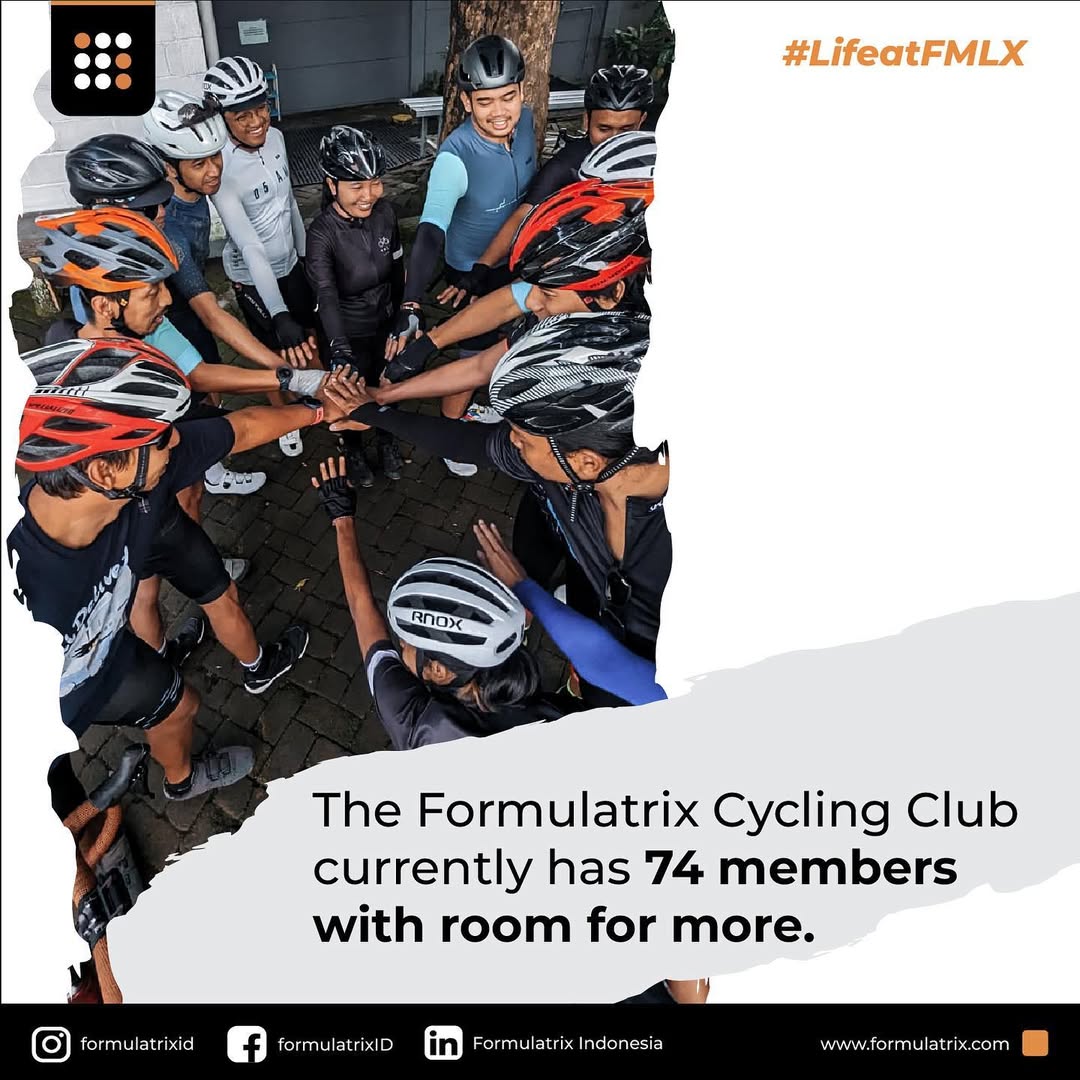 #LifeatFMLX
RNOX
The Formulatrix Cycling Club
currently has 74 members
with room for more.
formulatrixid
formulatrixID
Formulatrix Indonesia
www.formulatrix.com